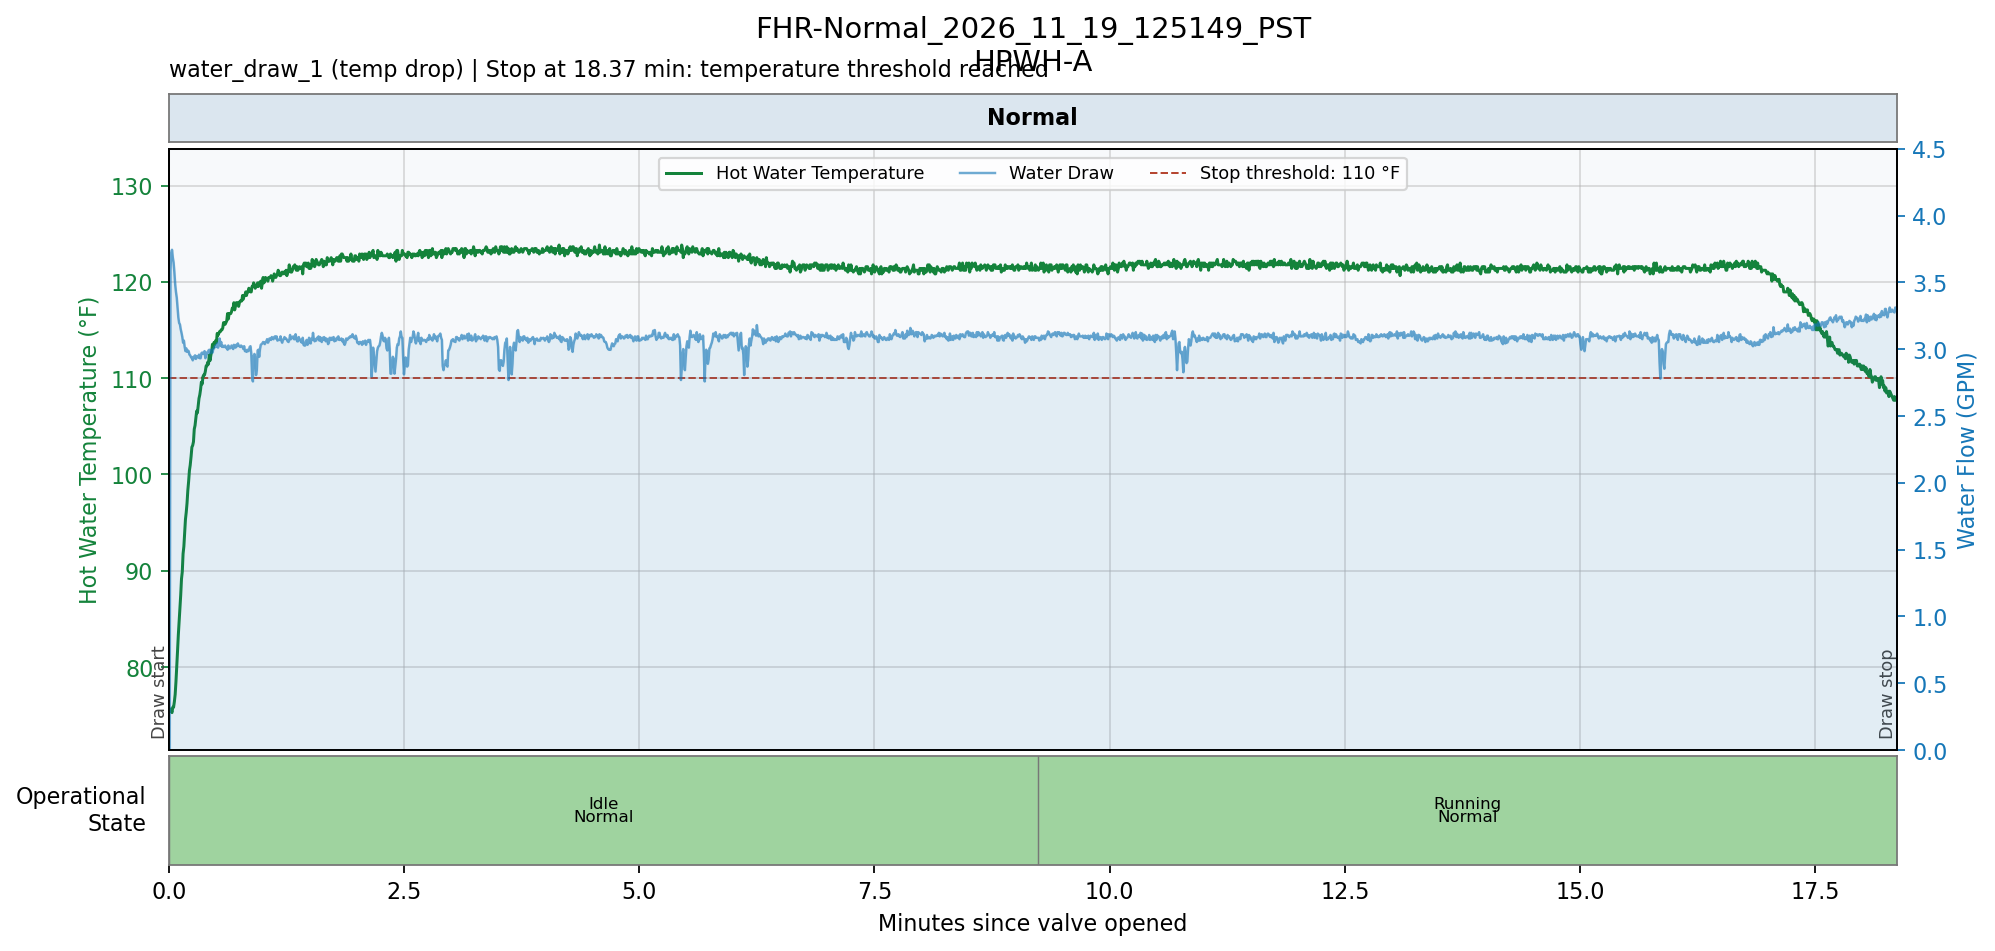 FHR-Normal_2026_11_19_125149_PST
HPWH-A
water_draw_1 (temp drop) | Stop at 18.37 min: temperature threshold reached
Normal
Hot Water Temperature
Water Draw
Stop threshold: 110 °F
130
120
110
100
90
80
Hot Water Temperature (°F)
4.5
4.0
3.5
3.0
2.5
2.0
1.5
1.0
0.5
0.0
Water Flow (GPM)
Draw start
Draw stop
Operational
State
Idle
Normal
Running
Normal
0.0
2.5
5.0
7.5
10.0
12.5
15.0
17.5
Minutes since valve opened